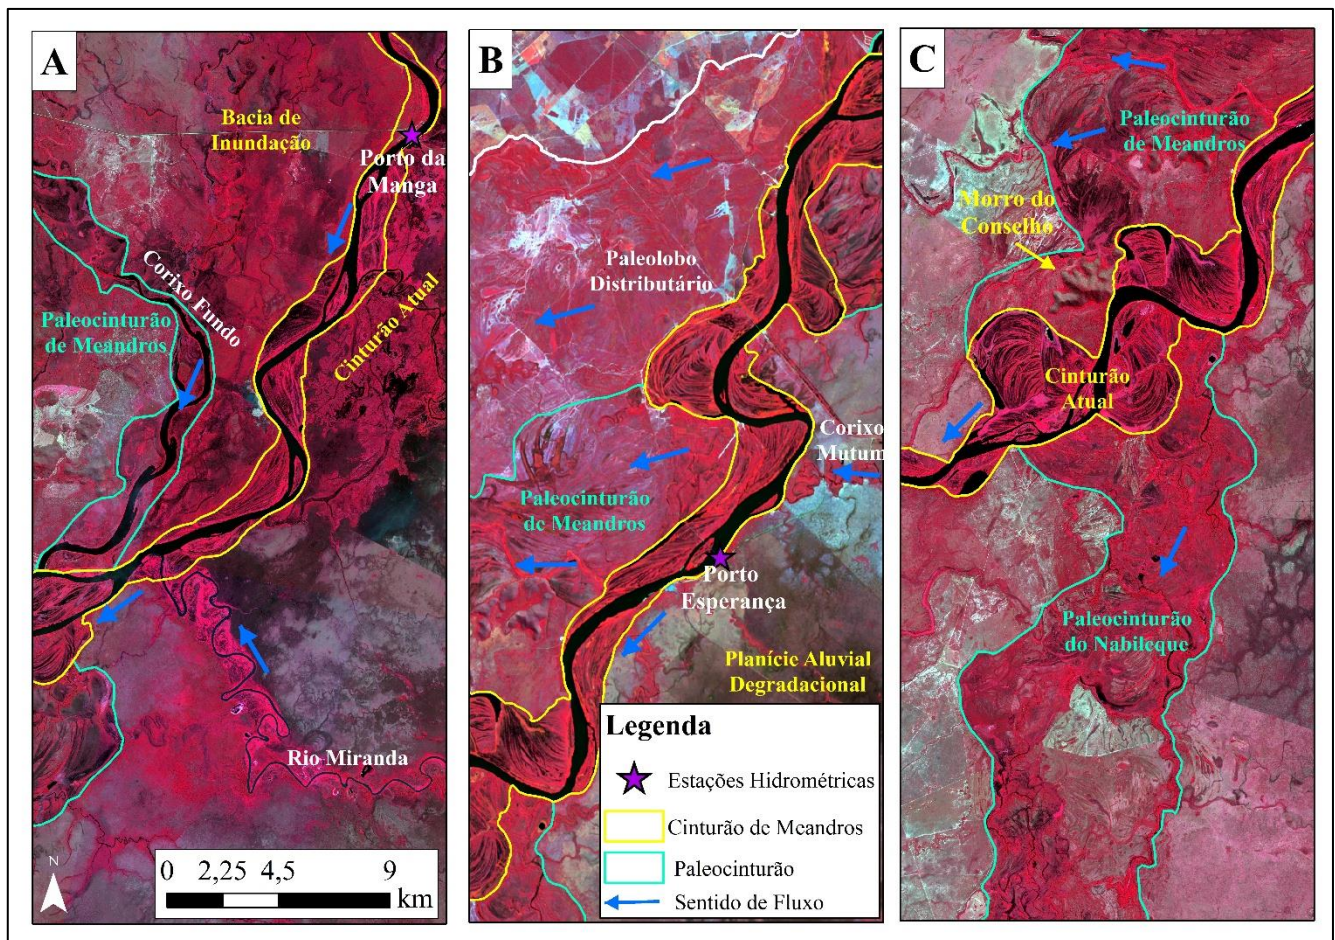 A
Bacia de
Inundação
Porto da
Manga
Corixo Fundo
Paleocinturão
de Meandros
Cinturão Atual
Rio Miranda
N
0 2,25 4,5 9
km
B
Paleolobo
Distributário
Corixo
Mutum
Paleocinturão
de Meandros
Porto
Esperança
Planície Aluvial
Degradacional
Legenda
Estações Hidrométricas
Cinturão de Meandros
Paleocinturão
Sentido de Fluxo
C
Paleocinturão
de Meandros
Morro do
Conselho
Cinturão
Atual
Paleocinturão
do Nabileque